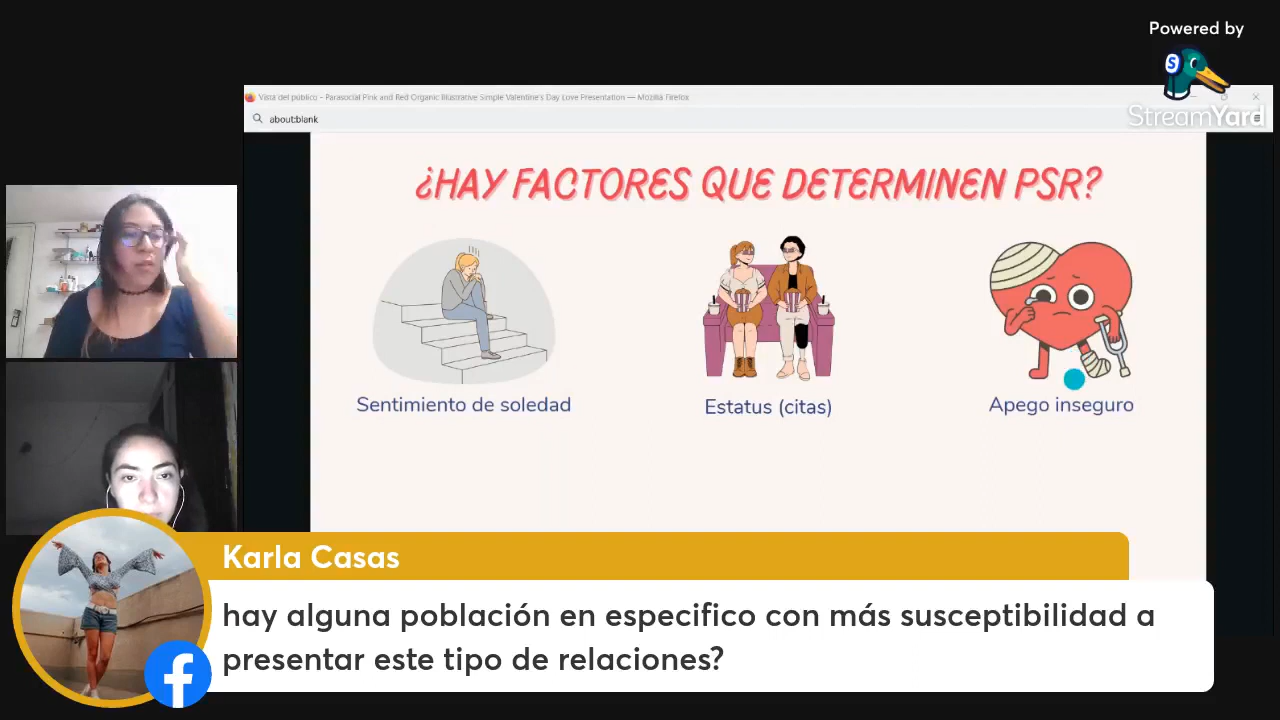 Powered by
StreamYard
Vista del público – Parasocial Pink and Red Organic Illustrative Simple Valentine's Day Love Presentation — Mozilla Firefox
about:blank
¿HAY FACTORES QUE DETERMINEN PSR?
Sentimiento de soledad
Estatus (citas)
Apego inseguro
Karla Casas
hay alguna población en especifico con más susceptibilidad a
presentar este tipo de relaciones?